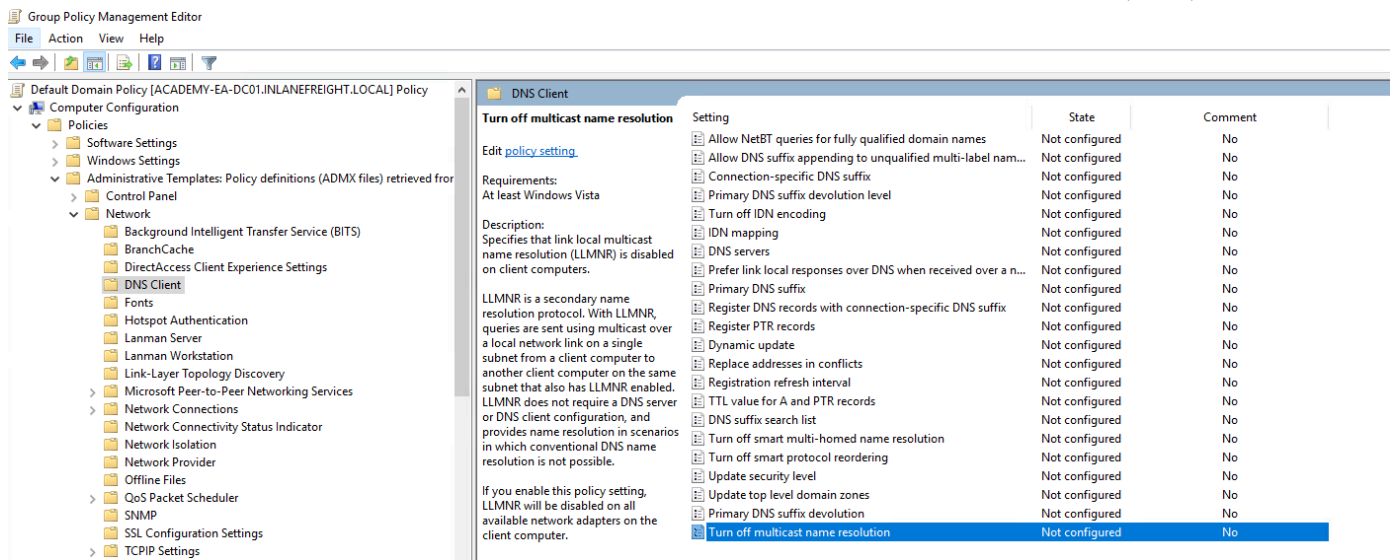 Group Policy Management Editor
File Action View Help
Default Domain Policy [ACADEMY-EA-DC01.INLANEFREIGHT.LOCAL] Policy
Computer Configuration
Policies
Software Settings
Windows Settings
Administrative Templates: Policy definitions (ADMX files) retrieved fror
Control Panel
Network
Background Intelligent Transfer Service (BITS)
BranchCache
DirectAccess Client Experience Settings
DNS Client
Fonts
Hotspot Authentication
Lanman Server
Lanman Workstation
Link-Layer Topology Discovery
Microsoft Peer-to-Peer Networking Services
Network Connections
Network Connectivity Status Indicator
Network Isolation
Network Provider
Offline Files
QoS Packet Scheduler
SNMP
SSL Configuration Settings
TCPIP Settings
DNS Client
Turn off multicast name resolution
Edit policy setting
Requirements:
At least Windows Vista
Description:
Specifies that link local multicast
name resolution (LLMNR) is disabled
on client computers.
LLMNR is a secondary name
resolution protocol. With LLMNR,
queries are sent using multicast over
a local network link on a single
subnet from a client computer to
another client computer on the same
subnet that also has LLMNR enabled.
LLMNR does not require a DNS server
or DNS client configuration, and
provides name resolution in scenarios
in which conventional DNS name
resolution is not possible.
If you enable this policy setting,
LLMNR will be disabled on all
available network adapters on the
client computer.
Setting State Comment
Allow NetBT queries for fully qualified domain names Not configured No
Allow DNS suffix appending to unqualified multi-label nam... Not configured No
Connection-specific DNS suffix Not configured No
Primary DNS suffix devolution level Not configured No
Turn off IDN encoding Not configured No
IDN mapping Not configured No
DNS servers Not configured No
Prefer link local responses over DNS when received over a n... Not configured No
Primary DNS suffix Not configured No
Register DNS records with connection-specific DNS suffix Not configured No
Register PTR records Not configured No
Dynamic update Not configured No
Replace addresses in conflicts Not configured No
Registration refresh interval Not configured No
TTL value for A and PTR records Not configured No
DNS suffix search list Not configured No
Turn off smart multi-homed name resolution Not configured No
Turn off smart protocol reordering Not configured No
Update security level Not configured No
Update top level domain zones Not configured No
Primary DNS suffix devolution Not configured No
Turn off multicast name resolution Not configured No